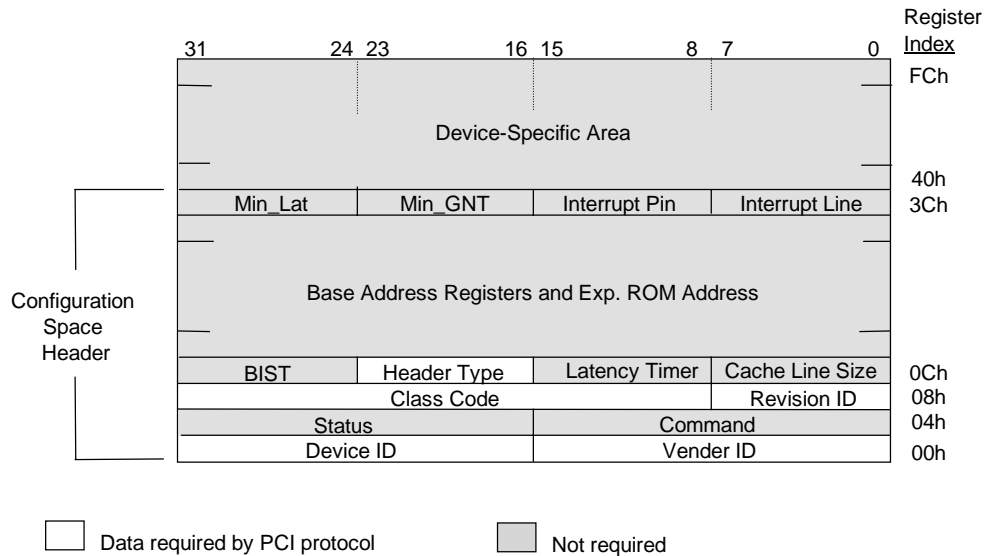 Register
Index
31 24 23 16 15 8 7 0
FCh
Device-Specific Area
40h
Min_Lat Min_GNT Interrupt Pin Interrupt Line 3Ch
Configuration
Space
Header
Base Address Registers and Exp. ROM Address
BIST Header Type Latency Timer Cache Line Size 0Ch
Class Code Revision ID 08h
Status Command 04h
Device ID Vender ID 00h
Data required by PCI protocol Not required